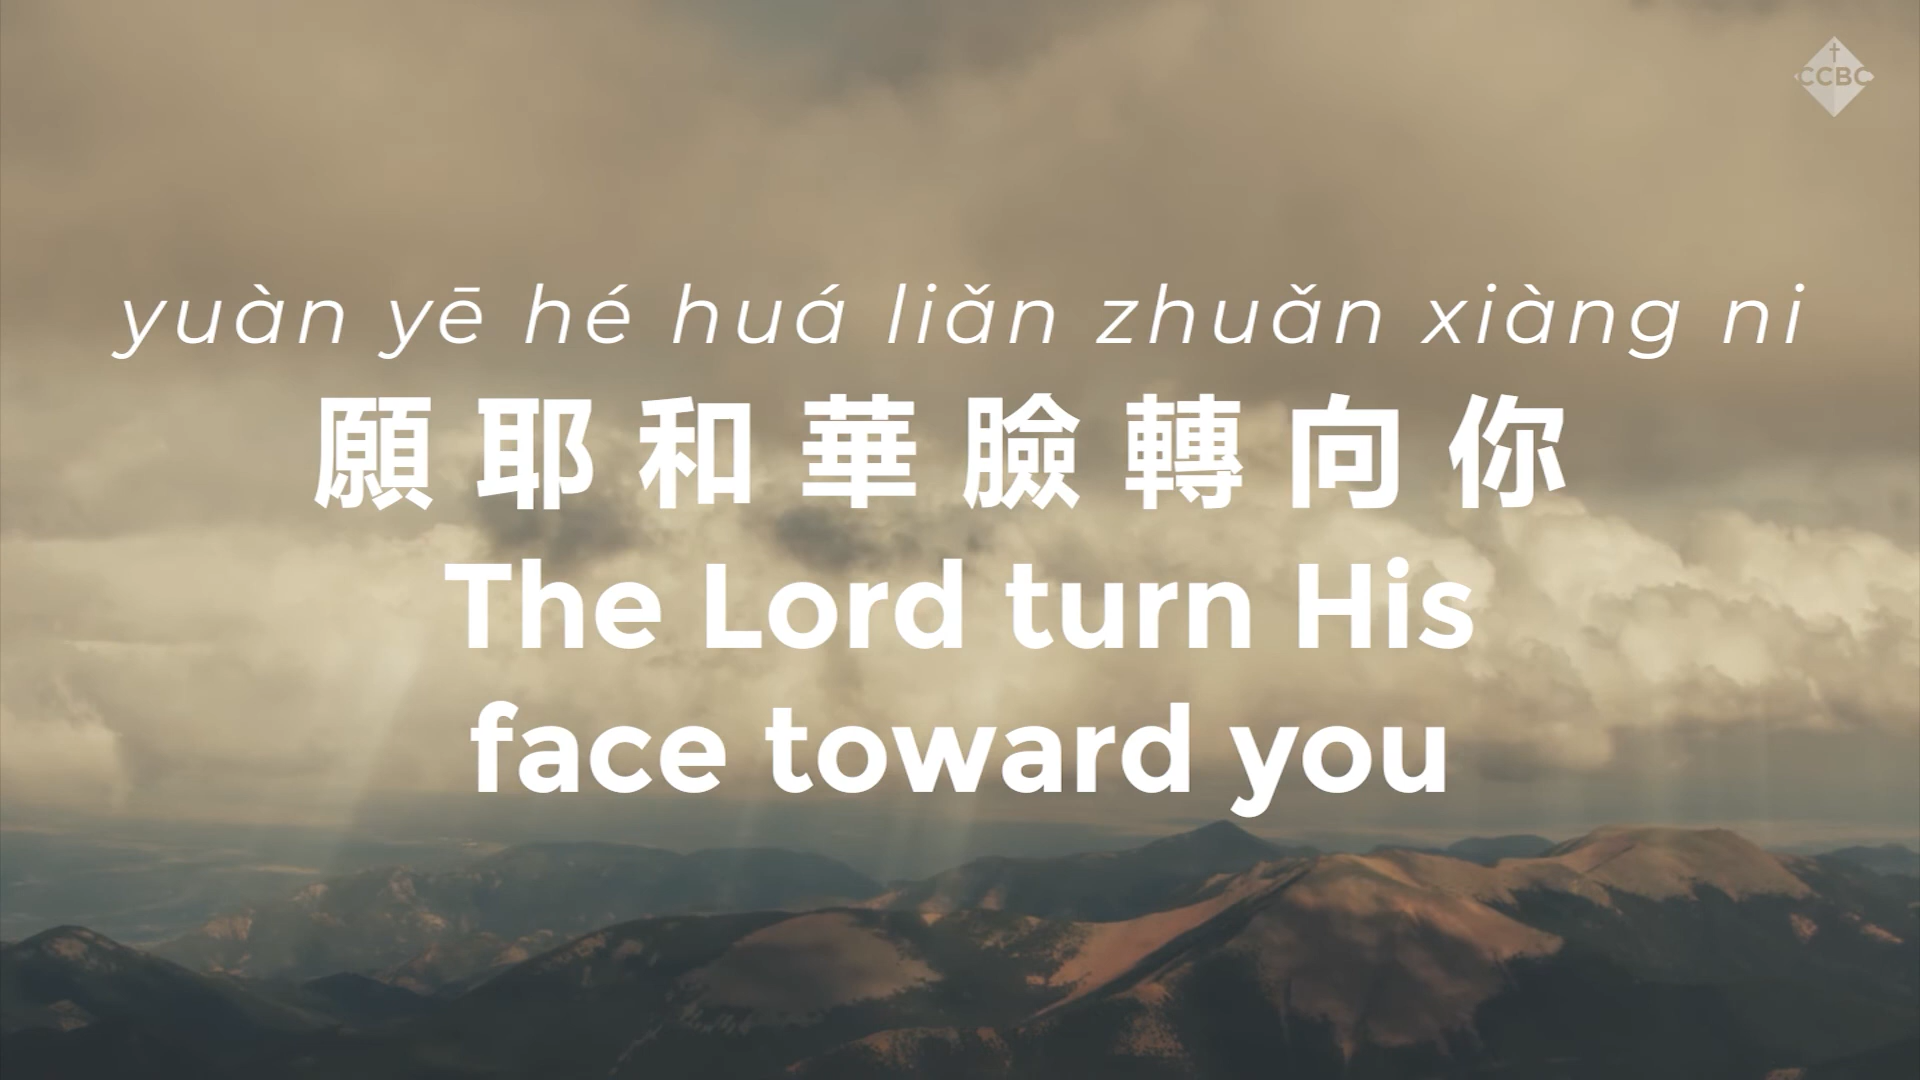 CCBC
yuàn yē hé huá liǎn zhuǎn xiàng ni
願耶和華臉轉向你
The Lord turn His
face toward you